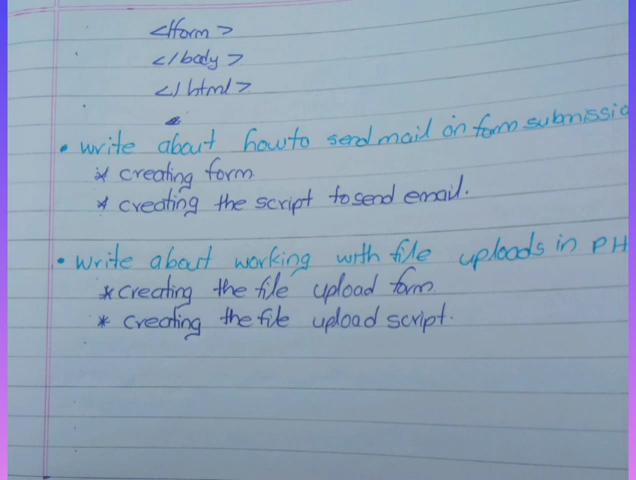 </form>
</body>
</html>
• write about how to send mail on form submissio
* creating form
* creating the script to send email.
• write about working with file uploads in PH
* creating the file upload form
* creating the file upload script.